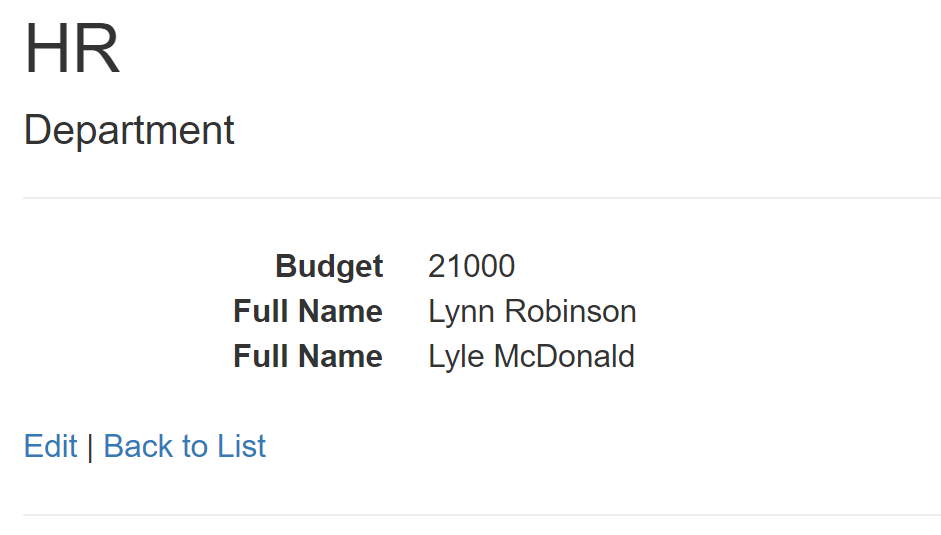 HR
Department
Budget 21000
Full Name Lynn Robinson
Full Name Lyle McDonald
Edit | Back to List